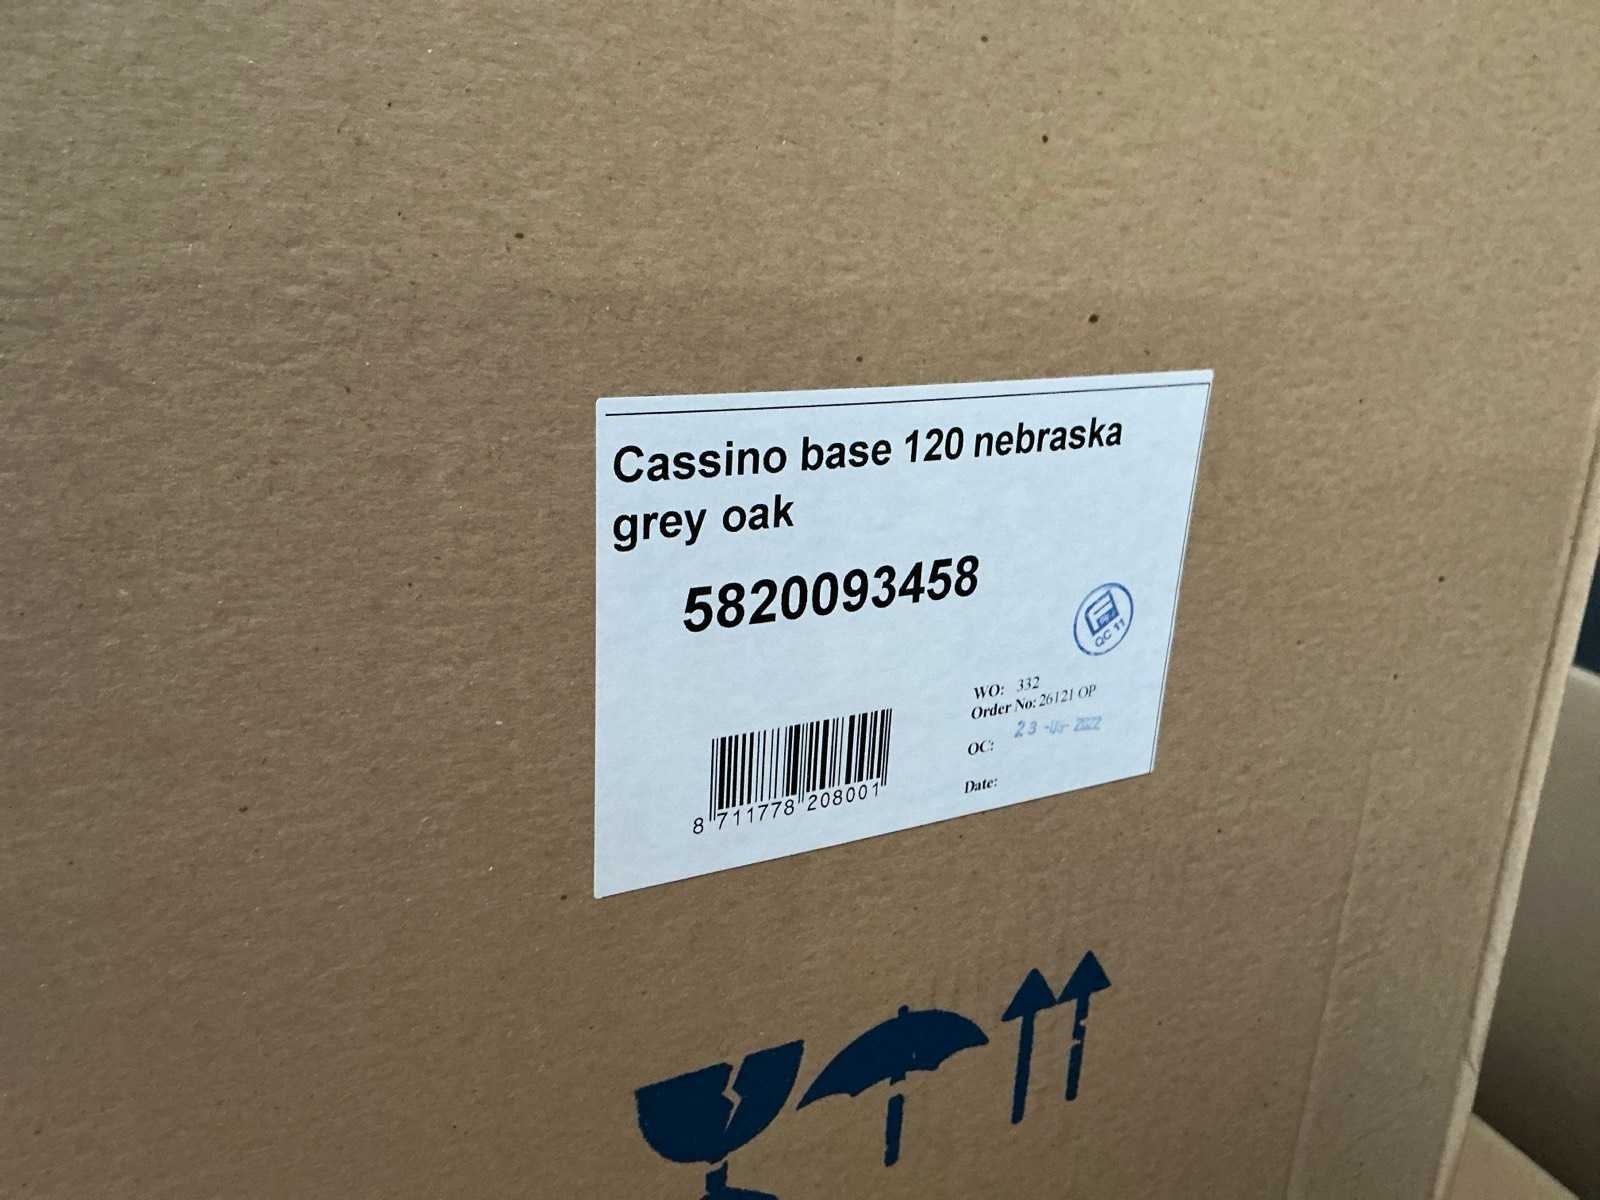 Cassino base 120 nebraska
grey oak
5820093458
QC 11
WO: 332
Order No: 26121 OP
OC:
Date:
8 711778 208001